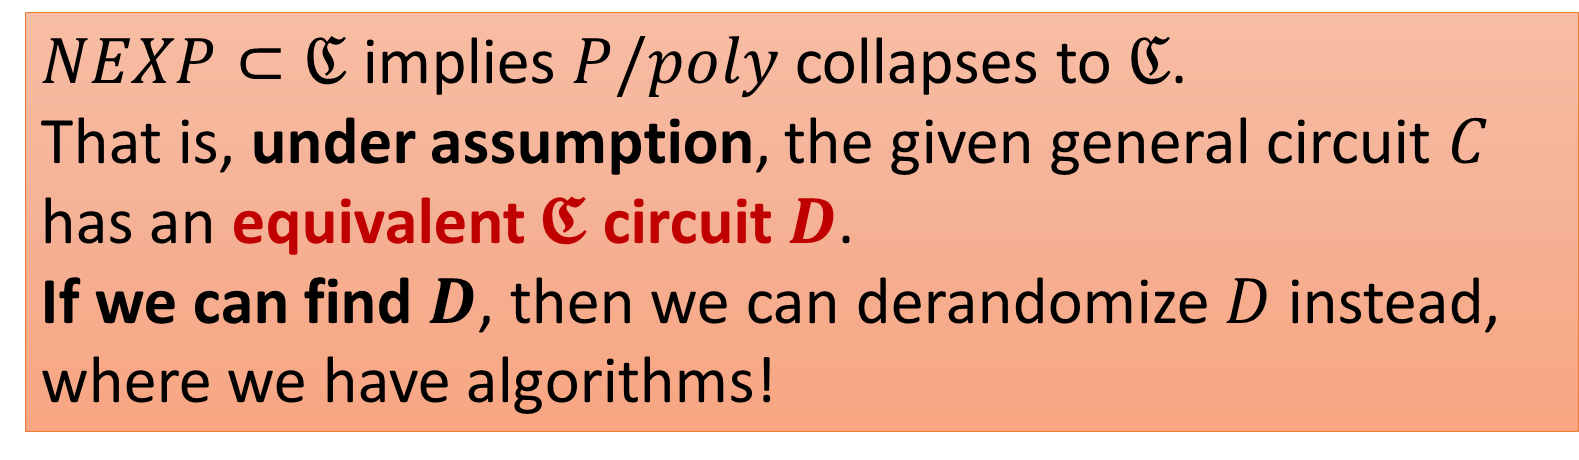 NEXP ⊂ ℭ implies P/poly collapses to ℭ.
That is, under assumption, the given general circuit C
has an equivalent ℭ circuit D.
If we can find D, then we can derandomize D instead,
where we have algorithms!